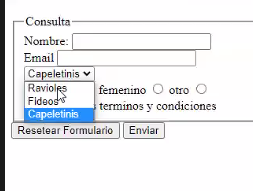 Consulta
Nombre:
Email
Capeletinis
Ravioles
femenino otro
Fideos
terminos y condiciones
Capeletinis
Resetear Formulario Enviar